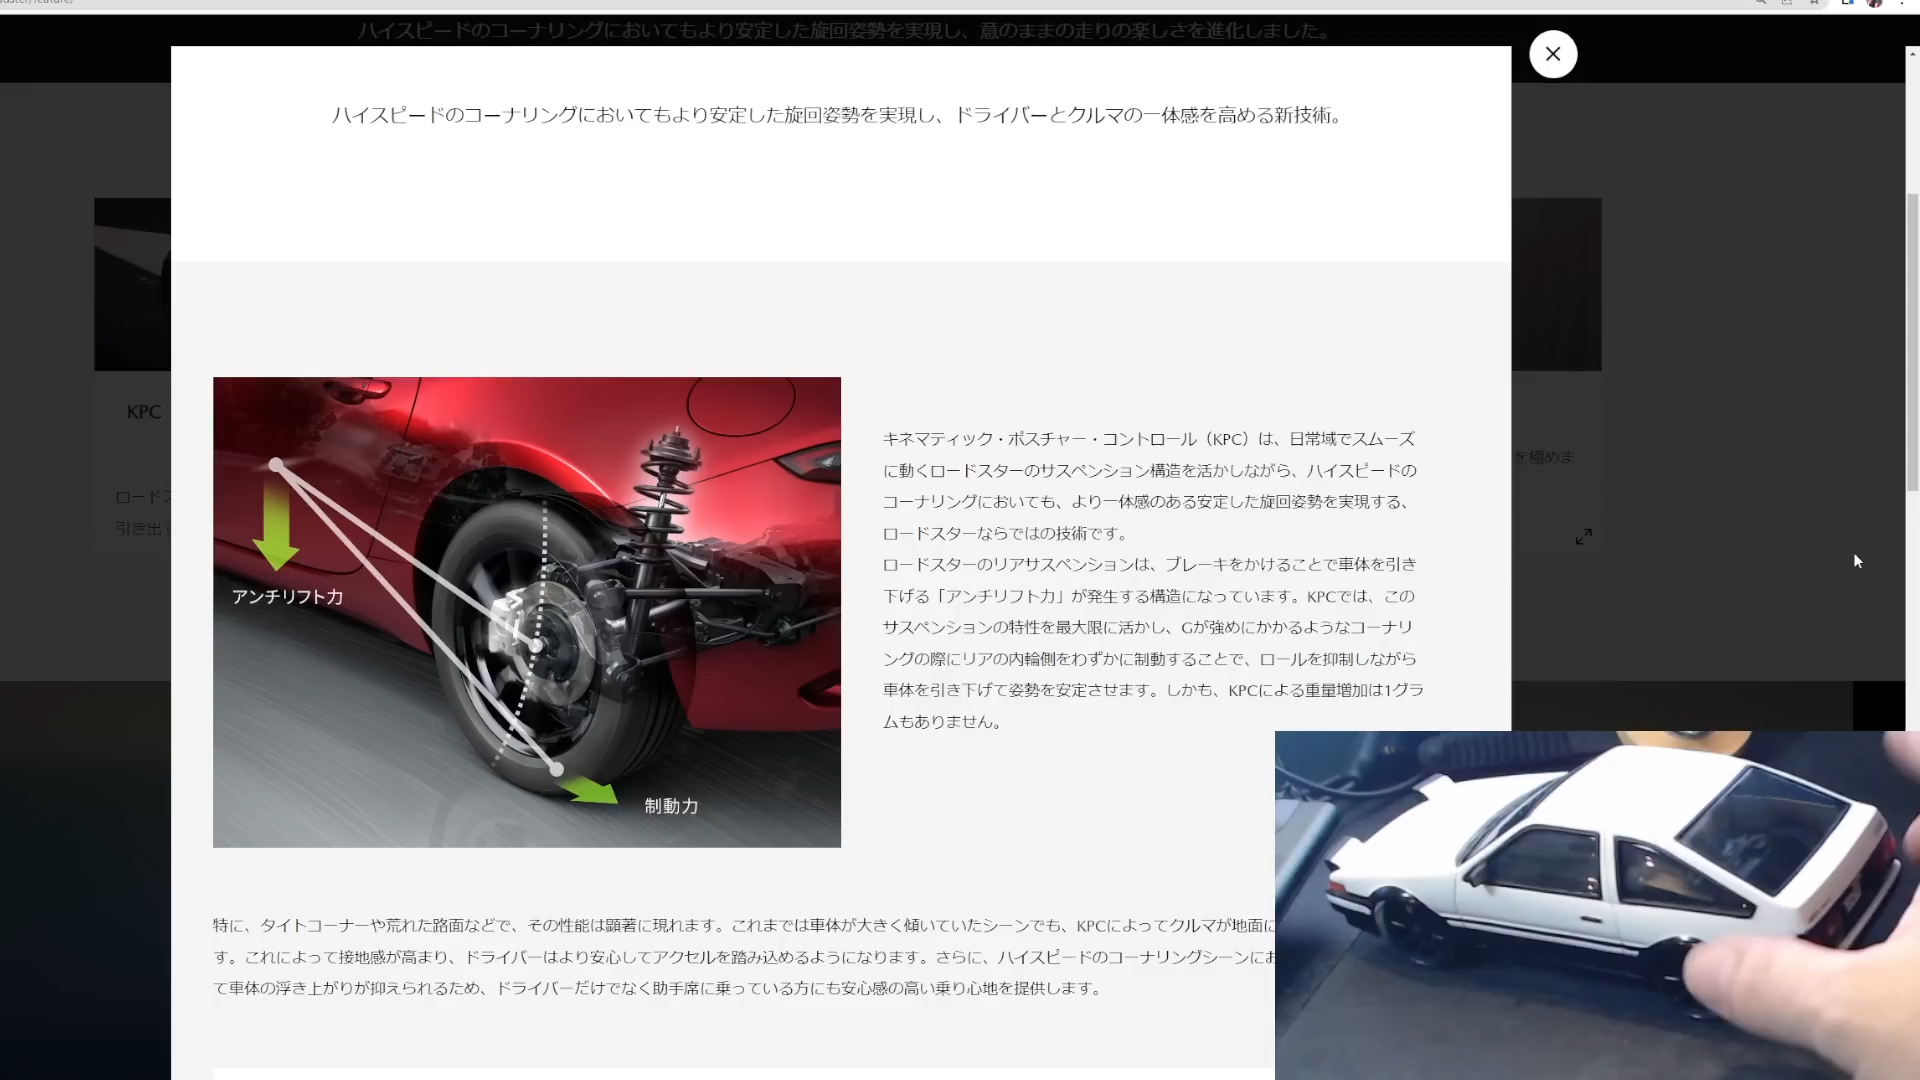 ハイスピードのコーナリングにおいてもより安定した旋回姿勢を実現し、意のままの走りの楽しさを進化しました。
ハイスピードのコーナリングにおいてもより安定した旋回姿勢を実現し、ドライバーとクルマの一体感を高める新技術。
KPC
ロードス
引き出す
を極めま
アンチリフト力
制動力
キネマティック・ポスチャー・コントロール（KPC）は、日常域でスムーズ
に動くロードスターのサスペンション構造を活かしながら、ハイスピードの
コーナリングにおいても、より一体感のある安定した旋回姿勢を実現する、
ロードスターならではの技術です。
ロードスターのリアサスペンションは、ブレーキをかけることで車体を引き
下げる「アンチリフト力」が発生する構造になっています。KPCでは、この
サスペンションの特性を最大限に活かし、Gが強めにかかるようなコーナリ
ングの際にリアの内輪側をわずかに制動することで、ロールを抑制しながら
車体を引き下げて姿勢を安定させます。しかも、KPCによる重量増加は1グラ
ムもありません。
特に、タイトコーナーや荒れた路面などで、その性能は顕著に現れます。これまでは車体が大きく傾いていたシーンでも、KPCによってクルマが地面に
す。これによって接地感が高まり、ドライバーはより安心してアクセルを踏み込めるようになります。さらに、ハイスピードのコーナリングシーンにお
て車体の浮き上がりが抑えられるため、ドライバーだけでなく助手席に乗っている方にも安心感の高い乗り心地を提供します。